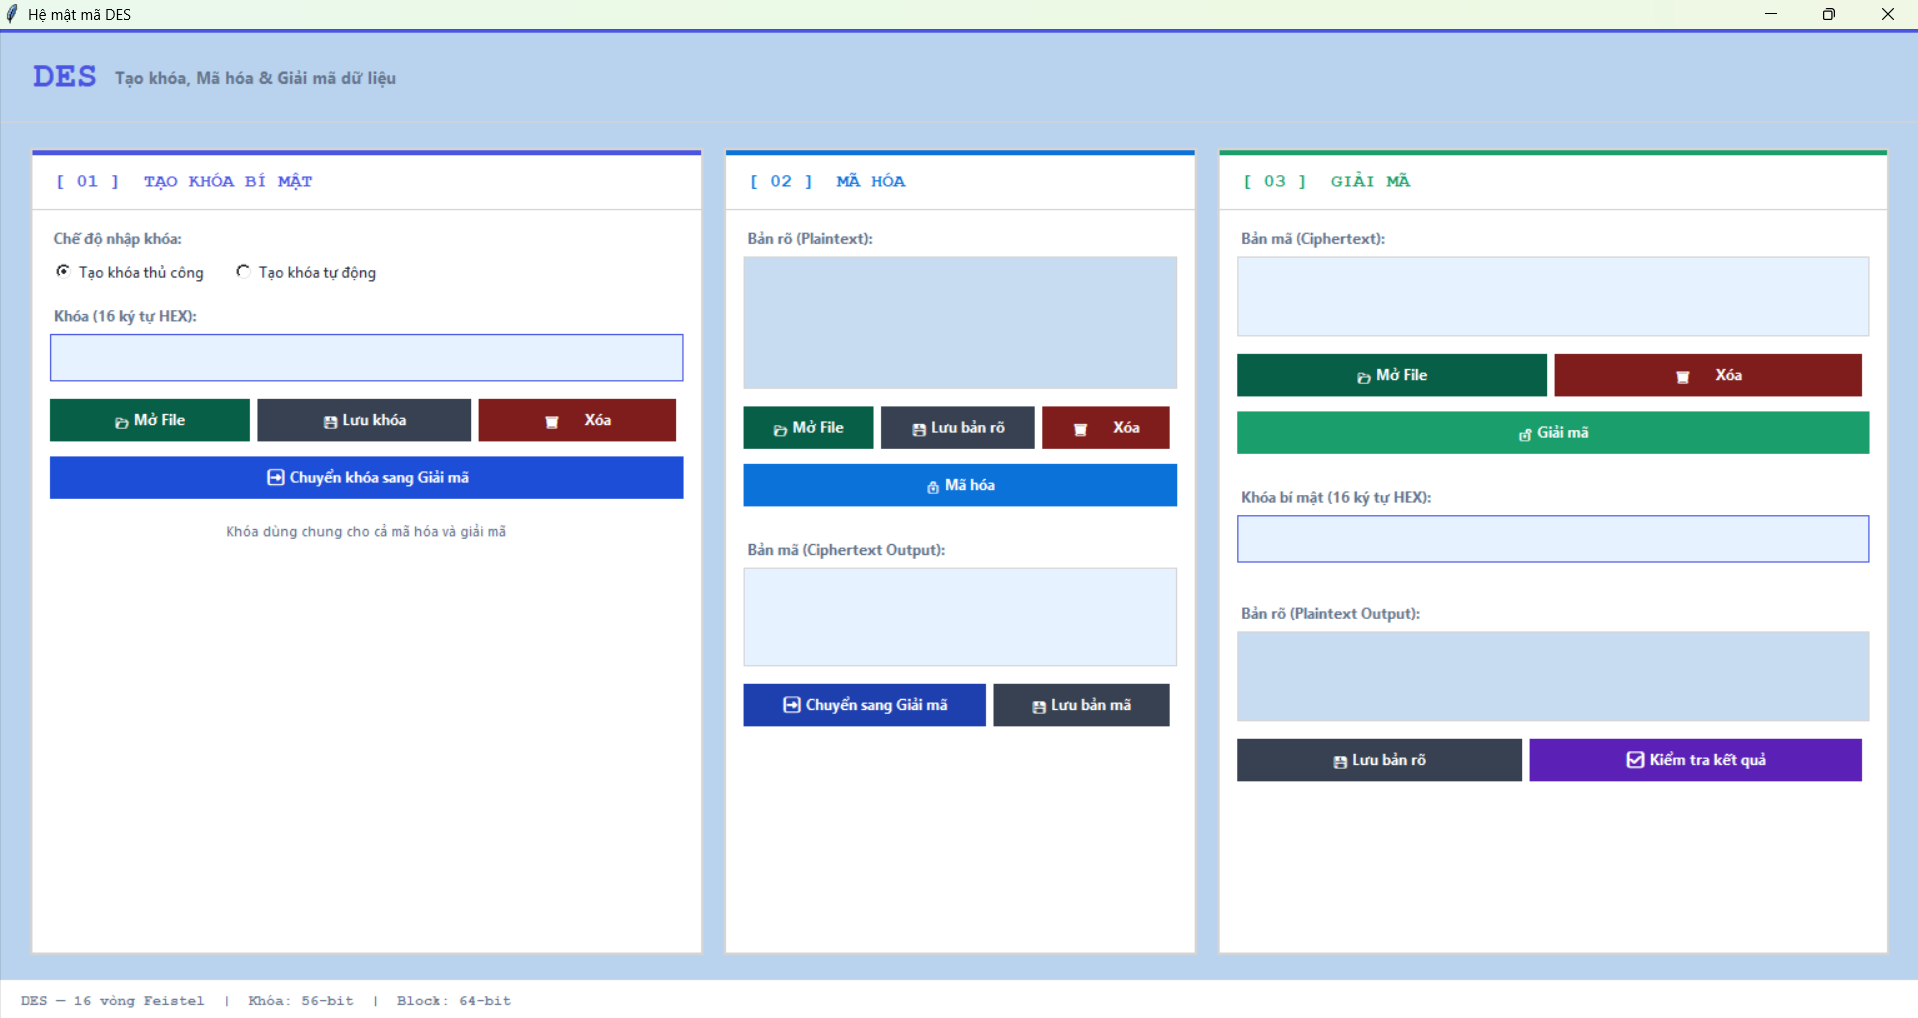 Hệ mật mã DES
DES Tạo khóa, Mã hóa & Giải mã dữ liệu
[ 01 ] TẠO KHÓA BÍ MẬT
Chế độ nhập khóa:
Tạo khóa thủ công Tạo khóa tự động
Khóa (16 ký tự HEX):
Mở File Lưu khóa Xóa
Chuyển khóa sang Giải mã
Khóa dùng chung cho cả mã hóa và giải mã
[ 02 ] MÃ HÓA
Bản rõ (Plaintext):
Mở File Lưu bản rõ Xóa
Mã hóa
Bản mã (Ciphertext Output):
Chuyển sang Giải mã Lưu bản mã
[ 03 ] GIẢI MÃ
Bản mã (Ciphertext):
Mở File Xóa
Giải mã
Khóa bí mật (16 ký tự HEX):
Bản rõ (Plaintext Output):
Lưu bản rõ Kiểm tra kết quả
DES — 16 vòng Feistel | Khóa: 56-bit | Block: 64-bit